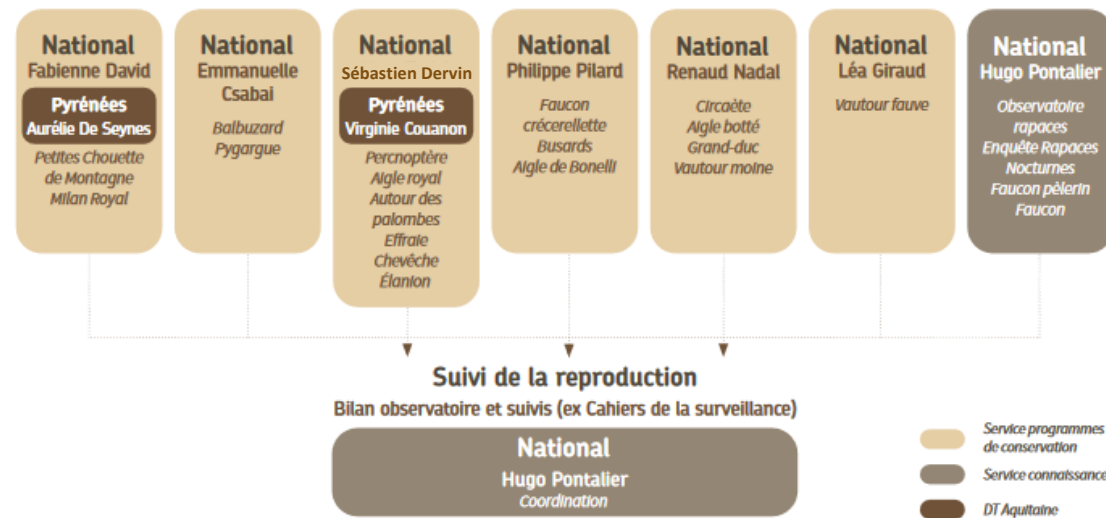 National
Fabienne David
Pyrénées
Aurélie De Seynes
Petites Chouette
de Montagne
Milan Royal
National
Emmanuelle
Csabai
Balbuzard
Pygargue
National
Sébastien Dervin
Pyrénées
Virginie Couanon
Percnoptère
Aigle royal
Autour des
palombes
Effraie
Chevêche
Élanion
National
Philippe Pilard
Faucon
crécerellette
Busards
Aigle de Bonelli
National
Renaud Nadal
Circaète
Aigle botté
Grand-duc
Vautour moine
National
Léa Giraud
Vautour fauve
National
Hugo Pontalier
Observatoire
rapaces
Enquête Rapaces
Nocturnes
Faucon pèlerin
Faucon
Suivi de la reproduction
Bilan observatoire et suivis (ex Cahiers de la surveillance)
National
Hugo Pontalier
Coordination
Service programmes
de conservation
Service connaissance
DT Aquitaine